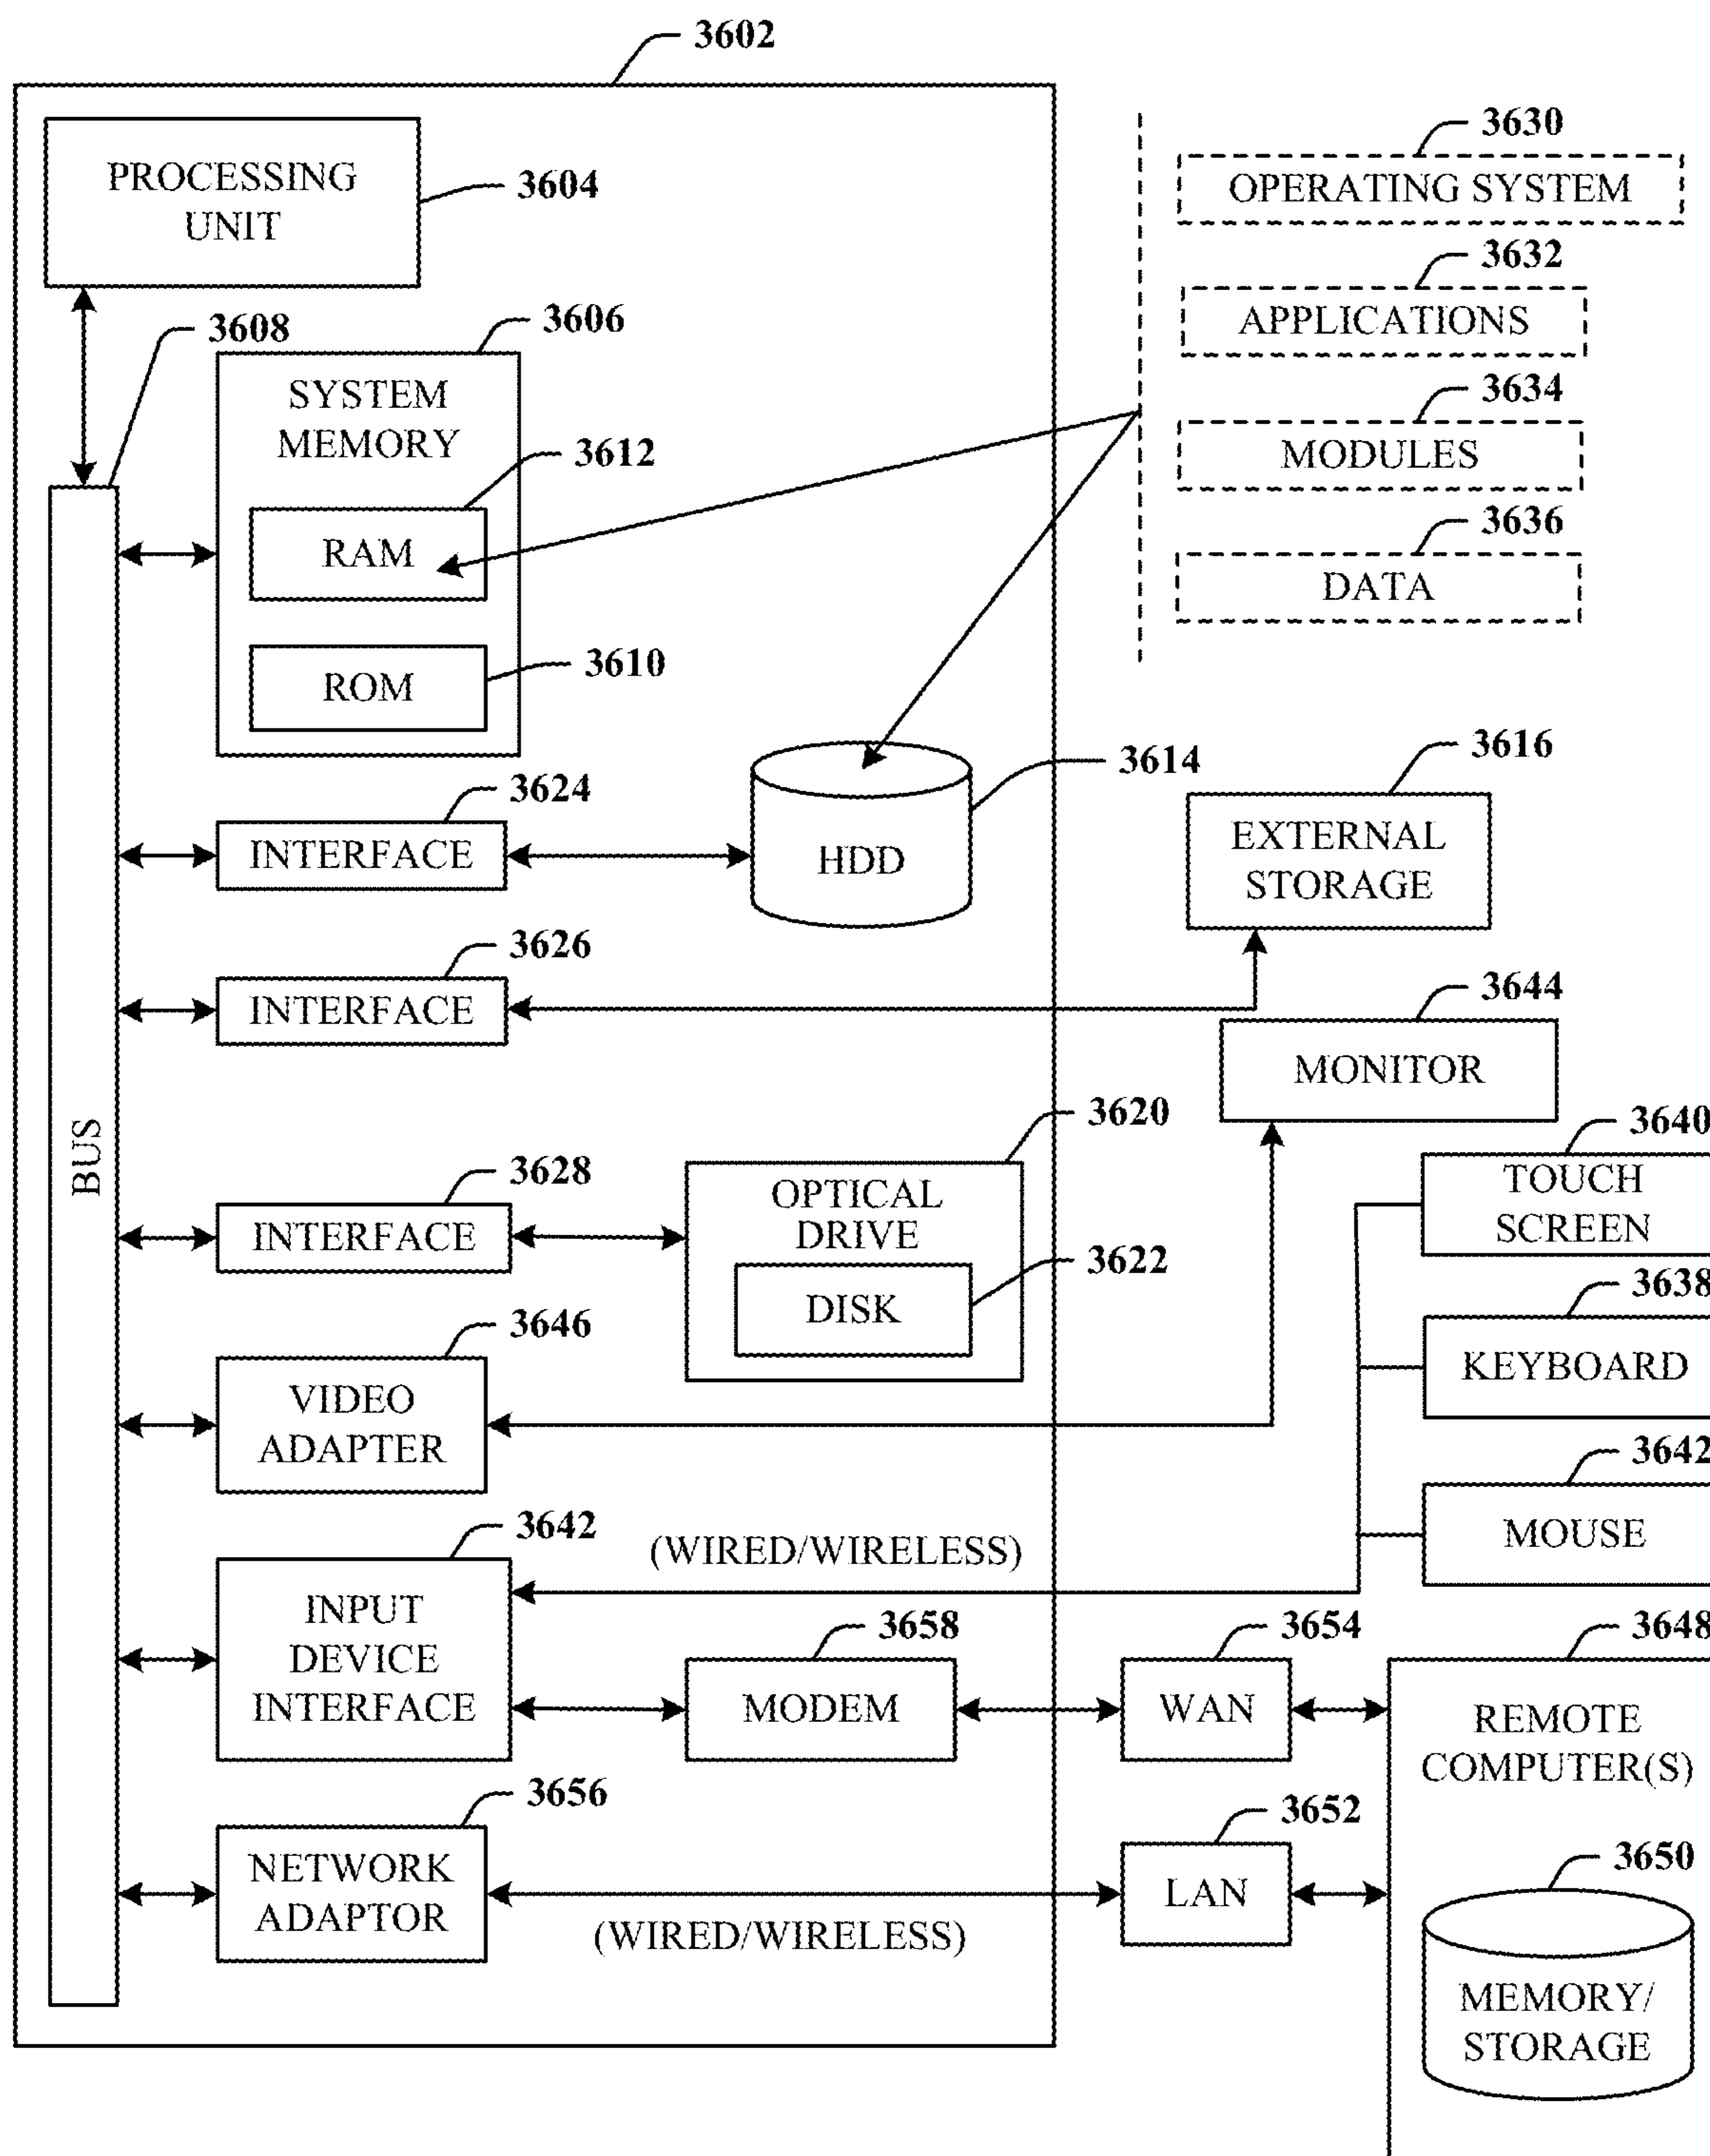 3602
PROCESSING
UNIT
3604
3630
OPERATING SYSTEM
3632
APPLICATIONS
3634
MODULES
3636
DATA
3608
3606
SYSTEM
MEMORY
3612
RAM
3610
ROM
3624
INTERFACE
3614
HDD
3616
EXTERNAL
STORAGE
3626
INTERFACE
3644
MONITOR
BUS
3628
INTERFACE
3620
OPTICAL
DRIVE
3622
DISK
3640
TOUCH
SCREEN
3638
KEYBOARD
3646
VIDEO
ADAPTER
3642
MOUSE
3642
INPUT
DEVICE
INTERFACE
(WIRED/WIRELESS)
3658
MODEM
3654
WAN
3648
REMOTE
COMPUTER(S)
3656
NETWORK
ADAPTOR
(WIRED/WIRELESS)
3652
LAN
3650
MEMORY/
STORAGE